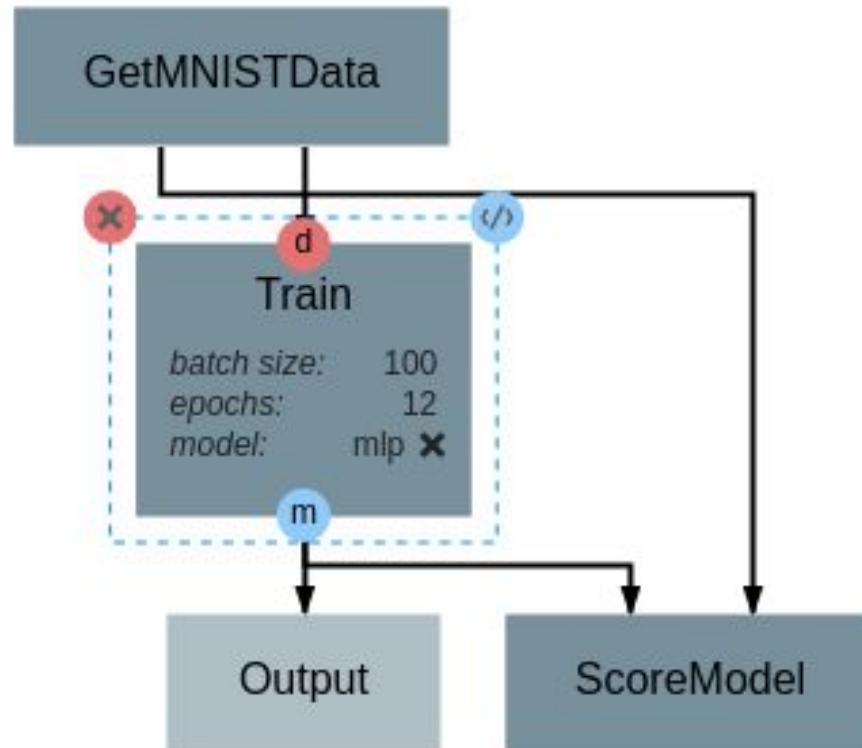 GetMNISTData
</>
d
Train
batch size: 100
epochs: 12
model: mlp
m
Output
ScoreModel